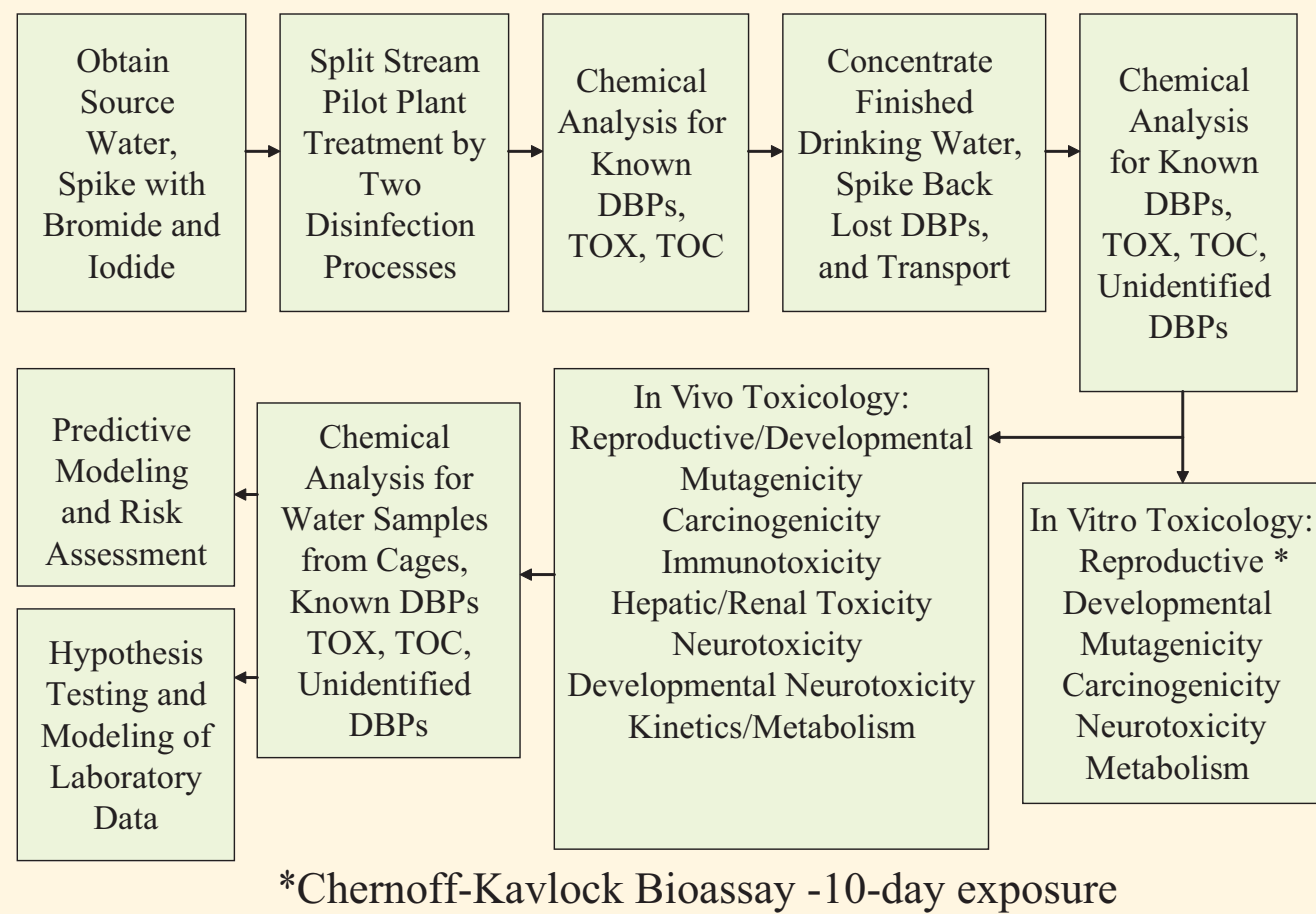 Obtain
Source
Water,
Spike with
Bromide and
Iodide
Split Stream
Pilot Plant
Treatment by
Two
Disinfection
Processes
Chemical
Analysis for
Known
DBPs,
TOX, TOC
Concentrate
Finished
Drinking Water,
Spike Back
Lost DBPs,
and Transport
Chemical
Analysis
for Known
DBPs,
TOX, TOC,
Unidentified
DBPs
In Vitro Toxicology:
Reproductive *
Developmental
Mutagenicity
Carcinogenicity
Neurotoxicity
Metabolism
In Vivo Toxicology:
Reproductive/Developmental
Mutagenicity
Carcinogenicity
Immunotoxicity
Hepatic/Renal Toxicity
Neurotoxicity
Developmental Neurotoxicity
Kinetics/Metabolism
Chemical
Analysis for
Water Samples
from Cages,
Known DBPs
TOX, TOC,
Unidentified
DBPs
Predictive
Modeling
and Risk
Assessment
Hypothesis
Testing and
Modeling of
Laboratory
Data
*Chernoff-Kavlock Bioassay -10-day exposure